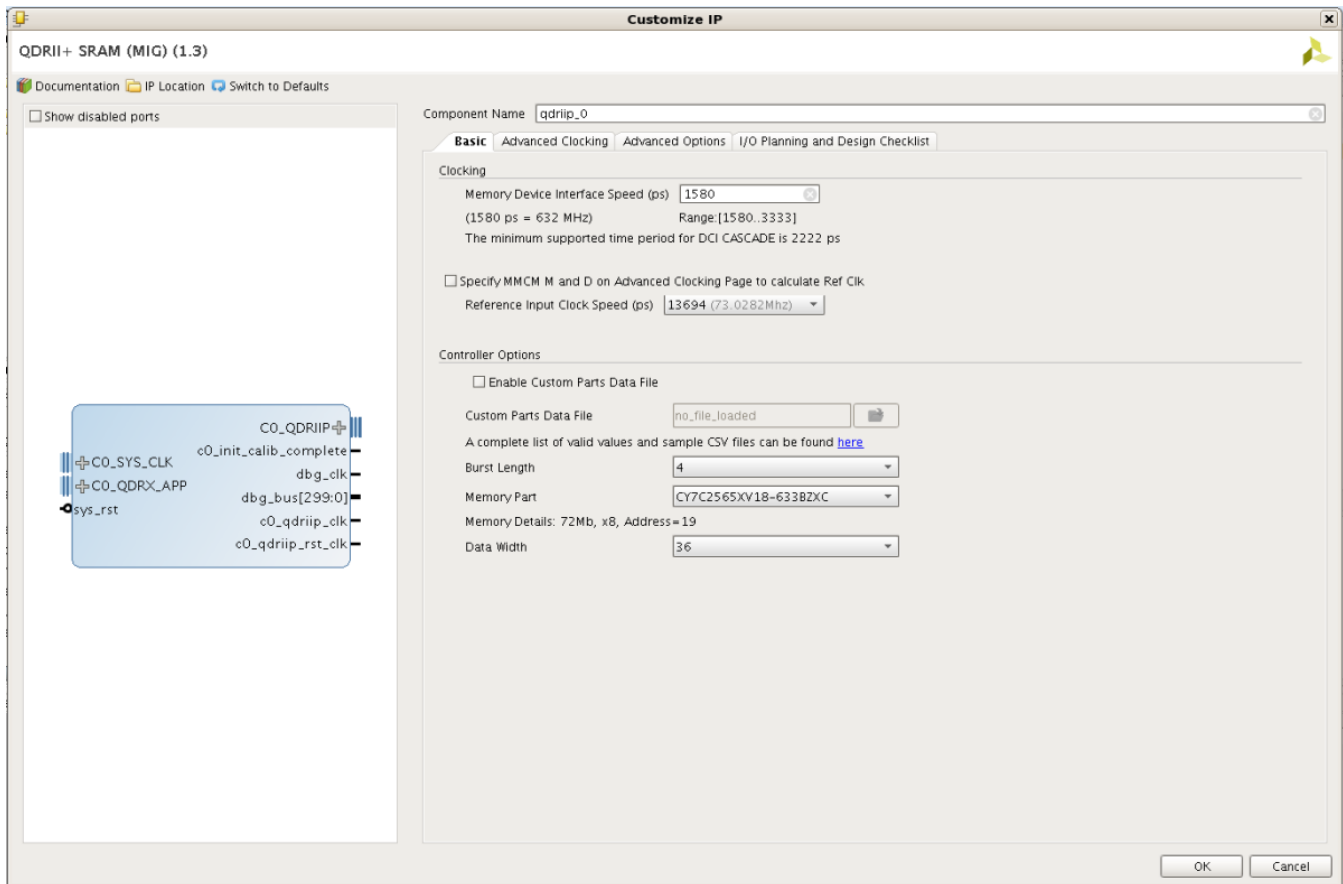 Customize IP
QDRII+ SRAM (MIG) (1.3)
Documentation IP Location Switch to Defaults
Show disabled ports
C0_QDRIIP
c0_init_calib_complete
C0_SYS_CLK
dbg_clk
C0_QDRX_APP
dbg_bus[299:0]
sys_rst
c0_qdriip_clk
c0_qdriip_rst_clk
Component Name qdriip_0
Basic Advanced Clocking Advanced Options I/O Planning and Design Checklist
Clocking
Memory Device Interface Speed (ps) 1580
(1580 ps = 632 MHz) Range:[1580..3333]
The minimum supported time period for DCI CASCADE is 2222 ps
Specify MMCM M and D on Advanced Clocking Page to calculate Ref Clk
Reference Input Clock Speed (ps) 13694 (73.0282Mhz)
Controller Options
Enable Custom Parts Data File
Custom Parts Data File no_file_loaded
A complete list of valid values and sample CSV files can be found here
Burst Length 4
Memory Part CY7C2565XV18-633BZXC
Memory Details: 72Mb, x8, Address=19
Data Width 36
OK Cancel